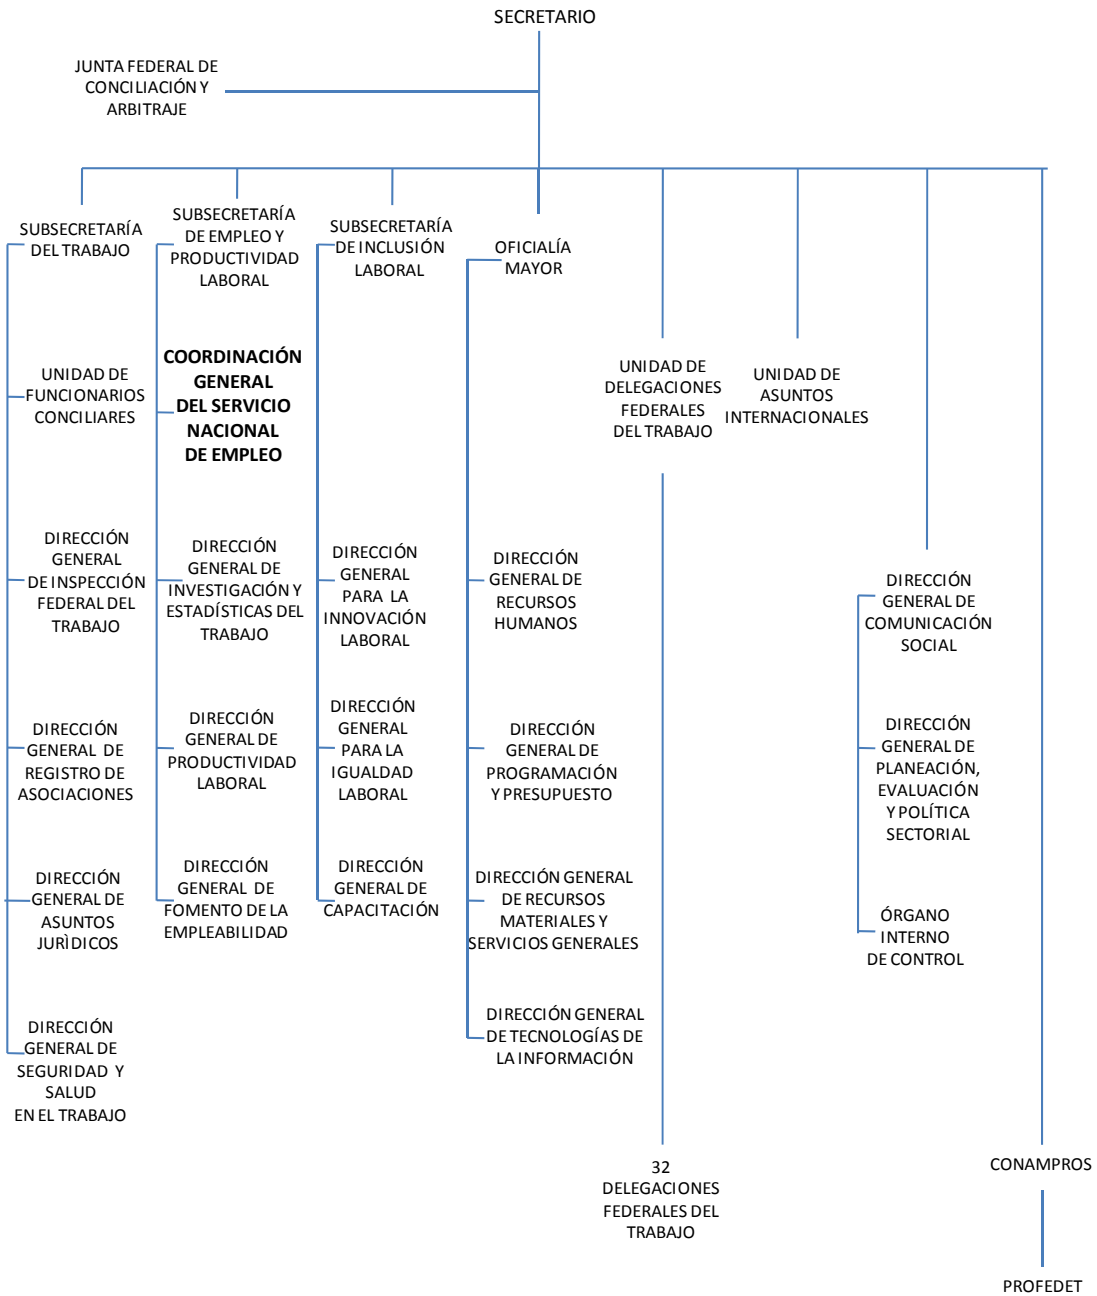 SECRETARIO
JUNTA FEDERAL DE
CONCILIACIÓN Y
ARBITRAJE
SUBSECRETARÍA
DEL TRABAJO
SUBSECRETARÍA
DE EMPLEO Y
PRODUCTIVIDAD
LABORAL
SUBSECRETARÍA
DE INCLUSIÓN
LABORAL
OFICIALÍA
MAYOR
UNIDAD DE
FUNCIONARIOS
CONCILIARES
COORDINACIÓN
GENERAL
DEL SERVICIO
NACIONAL
DE EMPLEO
UNIDAD DE
DELEGACIONES
FEDERALES
DEL TRABAJO
UNIDAD DE
ASUNTOS
INTERNACIONALES
DIRECCIÓN
GENERAL
DE INSPECCIÓN
FEDERAL DEL
TRABAJO
DIRECCIÓN
GENERAL DE
INVESTIGACIÓN Y
ESTADÍSTICAS DEL
TRABAJO
DIRECCIÓN
GENERAL
PARA LA
INNOVACIÓN
LABORAL
DIRECCIÓN
GENERAL DE
RECURSOS
HUMANOS
DIRECCIÓN
GENERAL DE
COMUNICACIÓN
SOCIAL
DIRECCIÓN
GENERAL DE
REGISTRO DE
ASOCIACIONES
DIRECCIÓN
GENERAL DE
PRODUCTIVIDAD
LABORAL
DIRECCIÓN
GENERAL
PARA LA
IGUALDAD
LABORAL
DIRECCIÓN
GENERAL DE
PROGRAMACIÓN
Y PRESUPUESTO
DIRECCIÓN
GENERAL DE
PLANEACIÓN,
EVALUACIÓN
Y POLÍTICA
SECTORIAL
DIRECCIÓN
GENERAL DE
ASUNTOS
JURÌDICOS
DIRECCIÓN
GENERAL DE
FOMENTO DE LA
EMPLEABILIDAD
DIRECCIÓN
GENERAL DE
CAPACITACIÓN
DIRECCIÓN GENERAL
DE RECURSOS
MATERIALES Y
SERVICIOS GENERALES
ÓRGANO
INTERNO
DE CONTROL
DIRECCIÓN
GENERAL DE
SEGURIDAD Y
SALUD
EN EL TRABAJO
DIRECCIÓN GENERAL
DE TECNOLOGÍAS DE
LA INFORMACIÓN
32
DELEGACIONES
FEDERALES DEL
TRABAJO
CONAMPROS
PROFEDET